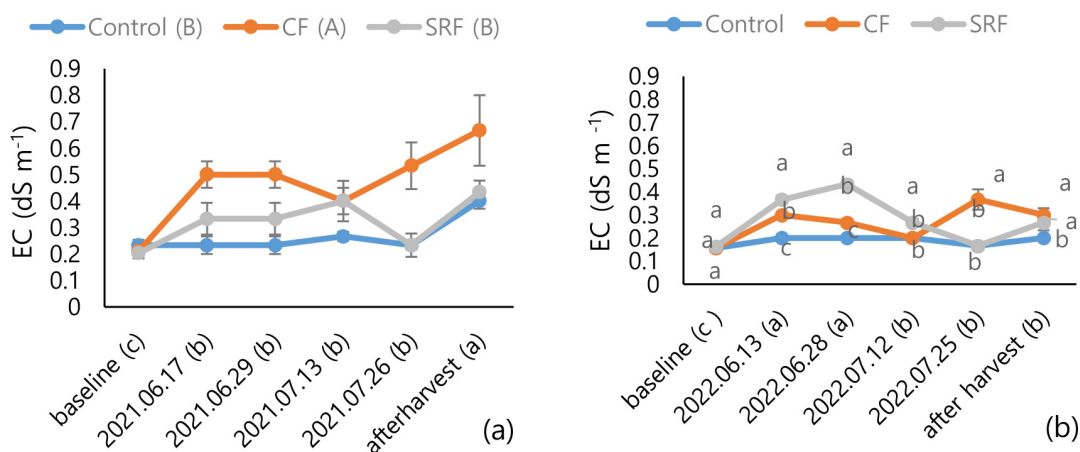 Control (B) CF (A) SRF (B)
0.9
0.8
0.7
0.6
0.5
0.4
0.3
0.2
0.1
0
EC (dS m⁻¹)
baseline (c)
2021.06.17 (b)
2021.06.29 (b)
2021.07.13 (b)
2021.07.26 (b)
afterharvest (a)
(a)
Control CF SRF
0.9
0.8
0.7
0.6
0.5
0.4
0.3
0.2
0.1
0
EC (dS m ⁻¹)
a
a
a
a
b
c
a
b
c
a
b
b
a
b
b
a
a
b
baseline (c )
2022.06.13 (a)
2022.06.28 (a)
2022.07.12 (b)
2022.07.25 (b)
after harvest (b)
(b)